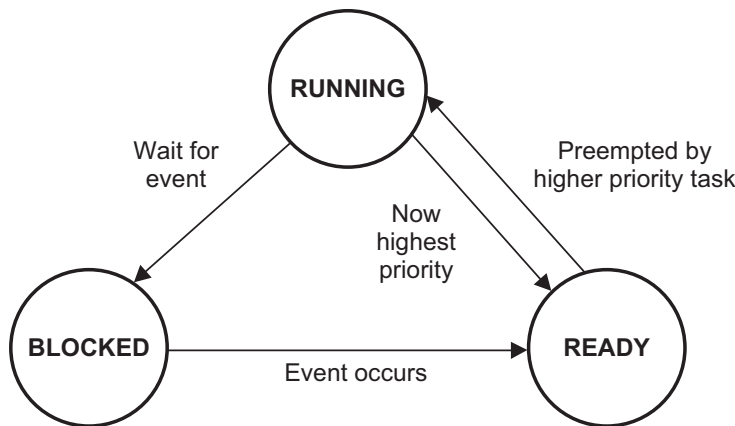 RUNNING
Wait for
event
Preempted by
higher priority task
Now
highest
priority
BLOCKED
READY
Event occurs